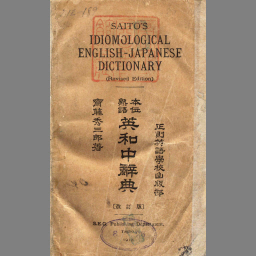 SAITO'S
IDIOMOLOGICAL
ENGLISH-JAPANESE
DICTIONARY
(Revised Edition)
熟語
本位
英和中辭典
齋藤秀三郎著
正則英語學校出版部
[改訂版]
S.E.G. Publishing Department,